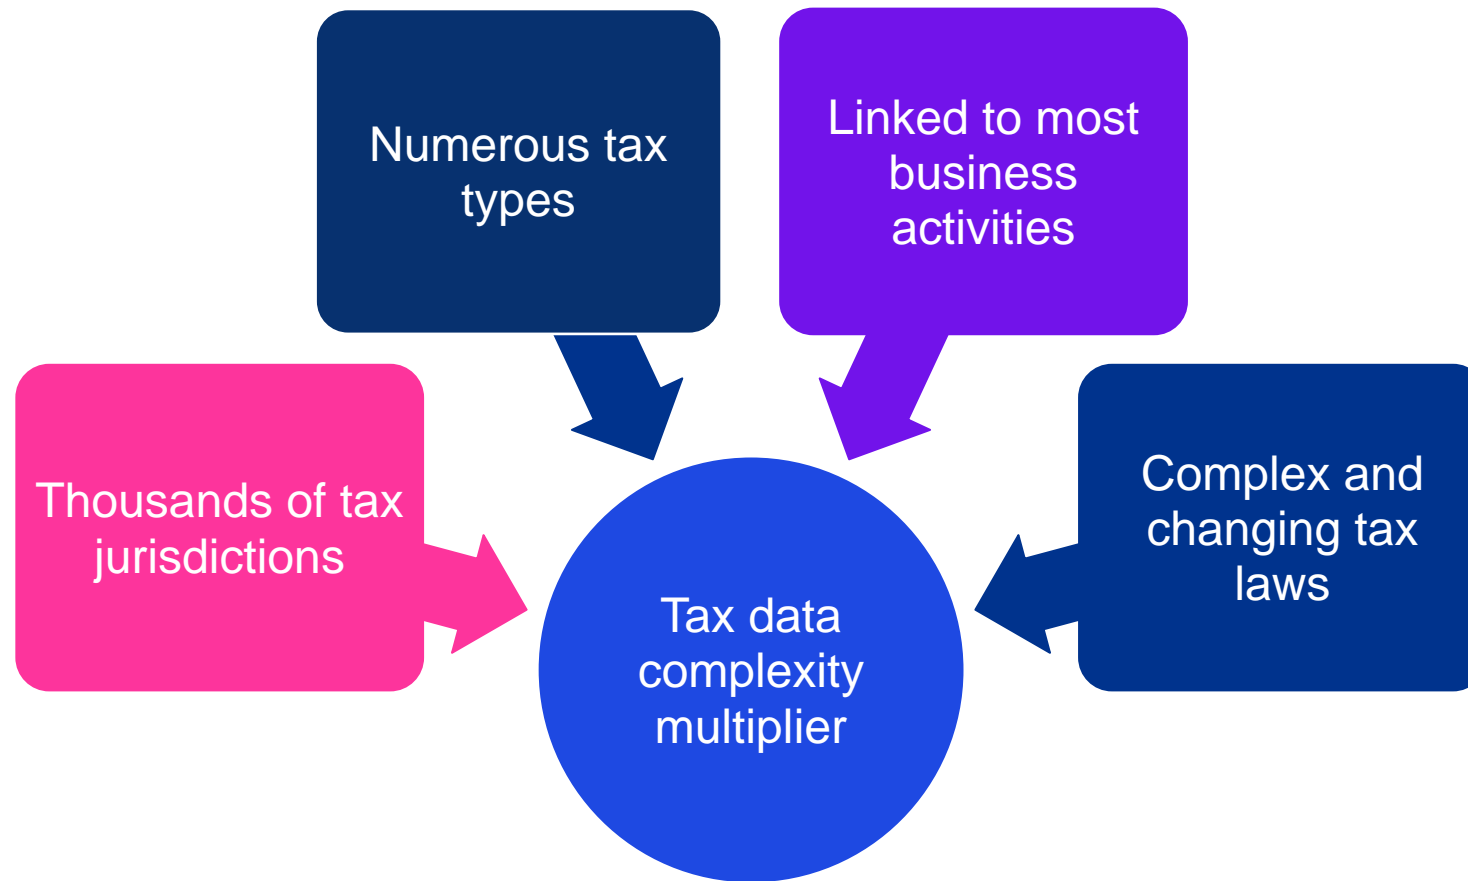 Numerous tax
types
Linked to most
business
activities
Thousands of tax
jurisdictions
Complex and
changing tax
laws
Tax data
complexity
multiplier